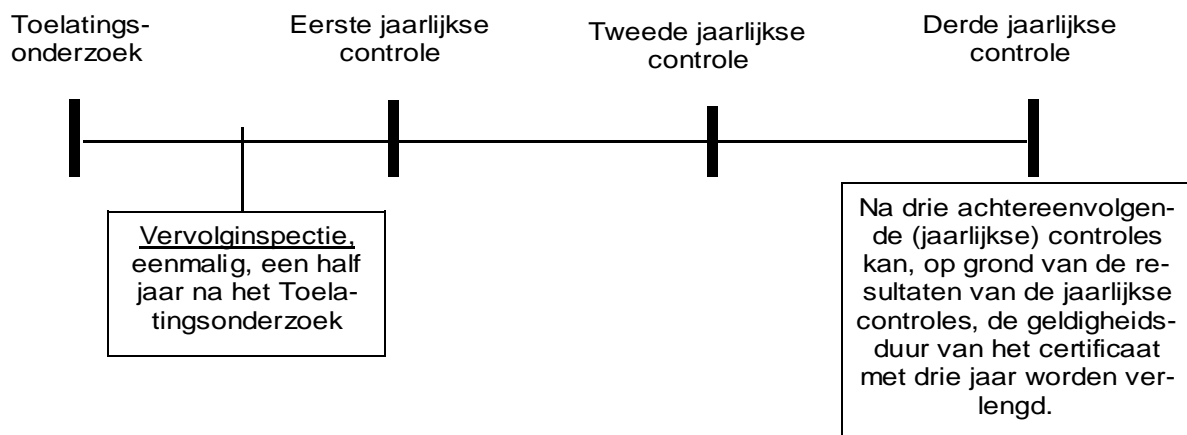 Toelatings-
onderzoek
Eerste jaarlijkse
controle
Tweede jaarlijkse
controle
Derde jaarlijkse
controle
Vervolginspectie,
eenmalig, een half
jaar na het Toela-
tingsonderzoek
Na drie achtereenvolgen-
de (jaarlijkse) controles
kan, op grond van de re-
sultaten van de jaarlijkse
controles, de geldigheids-
duur van het certificaat
met drie jaar worden ver-
lengd.